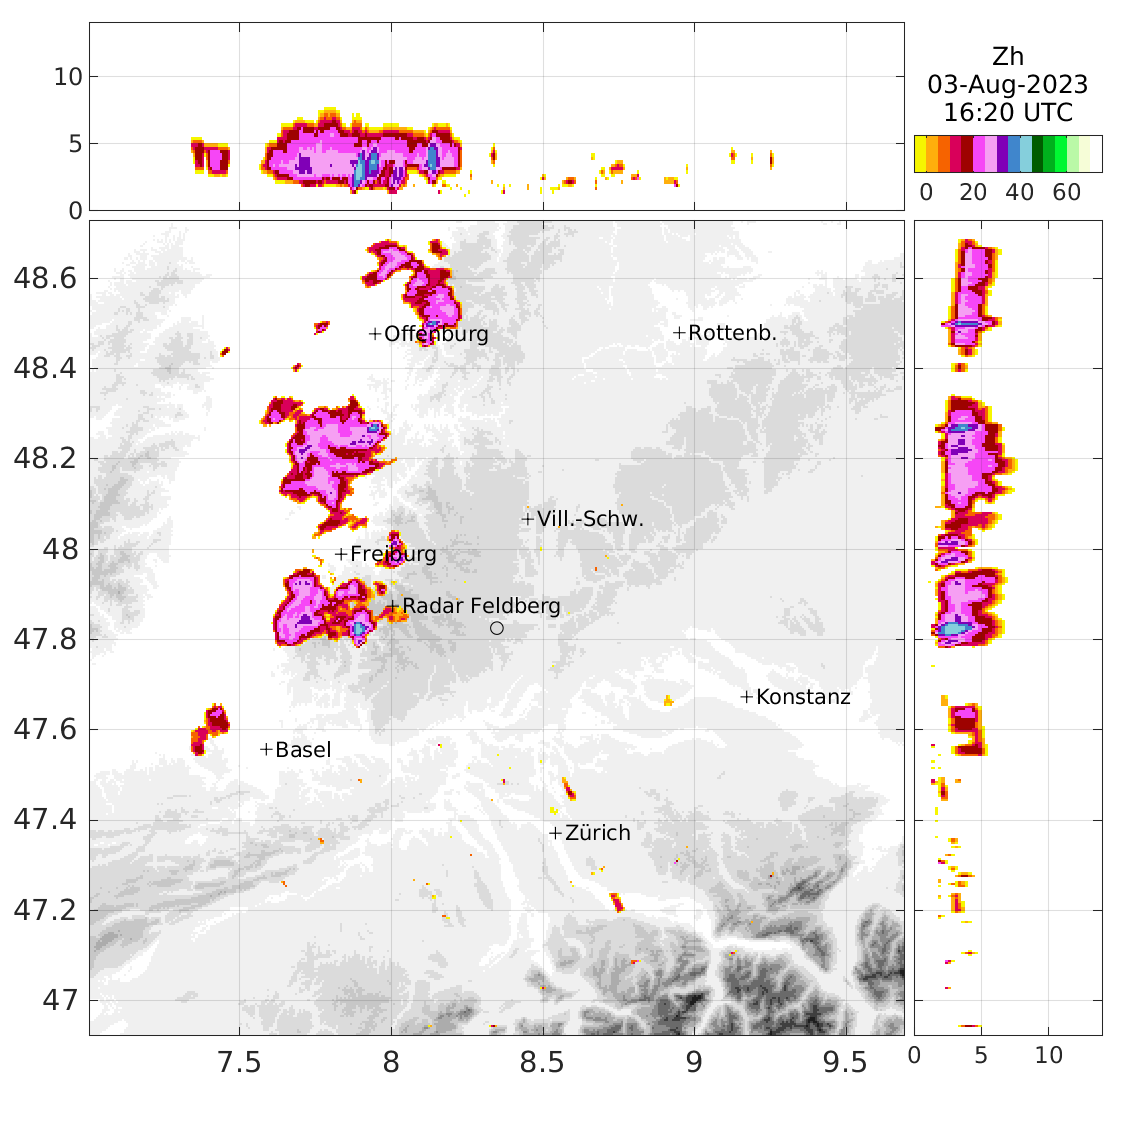 10
5
0
Zh
03-Aug-2023
16:20 UTC
0 20 40 60
48.6
48.4
48.2
48
47.8
47.6
47.4
47.2
47
Offenburg
Rottenb.
Vill.-Schw.
Freiburg
Radar Feldberg
Konstanz
Basel
Zürich
7.5 8 8.5 9 9.5
0 5 10